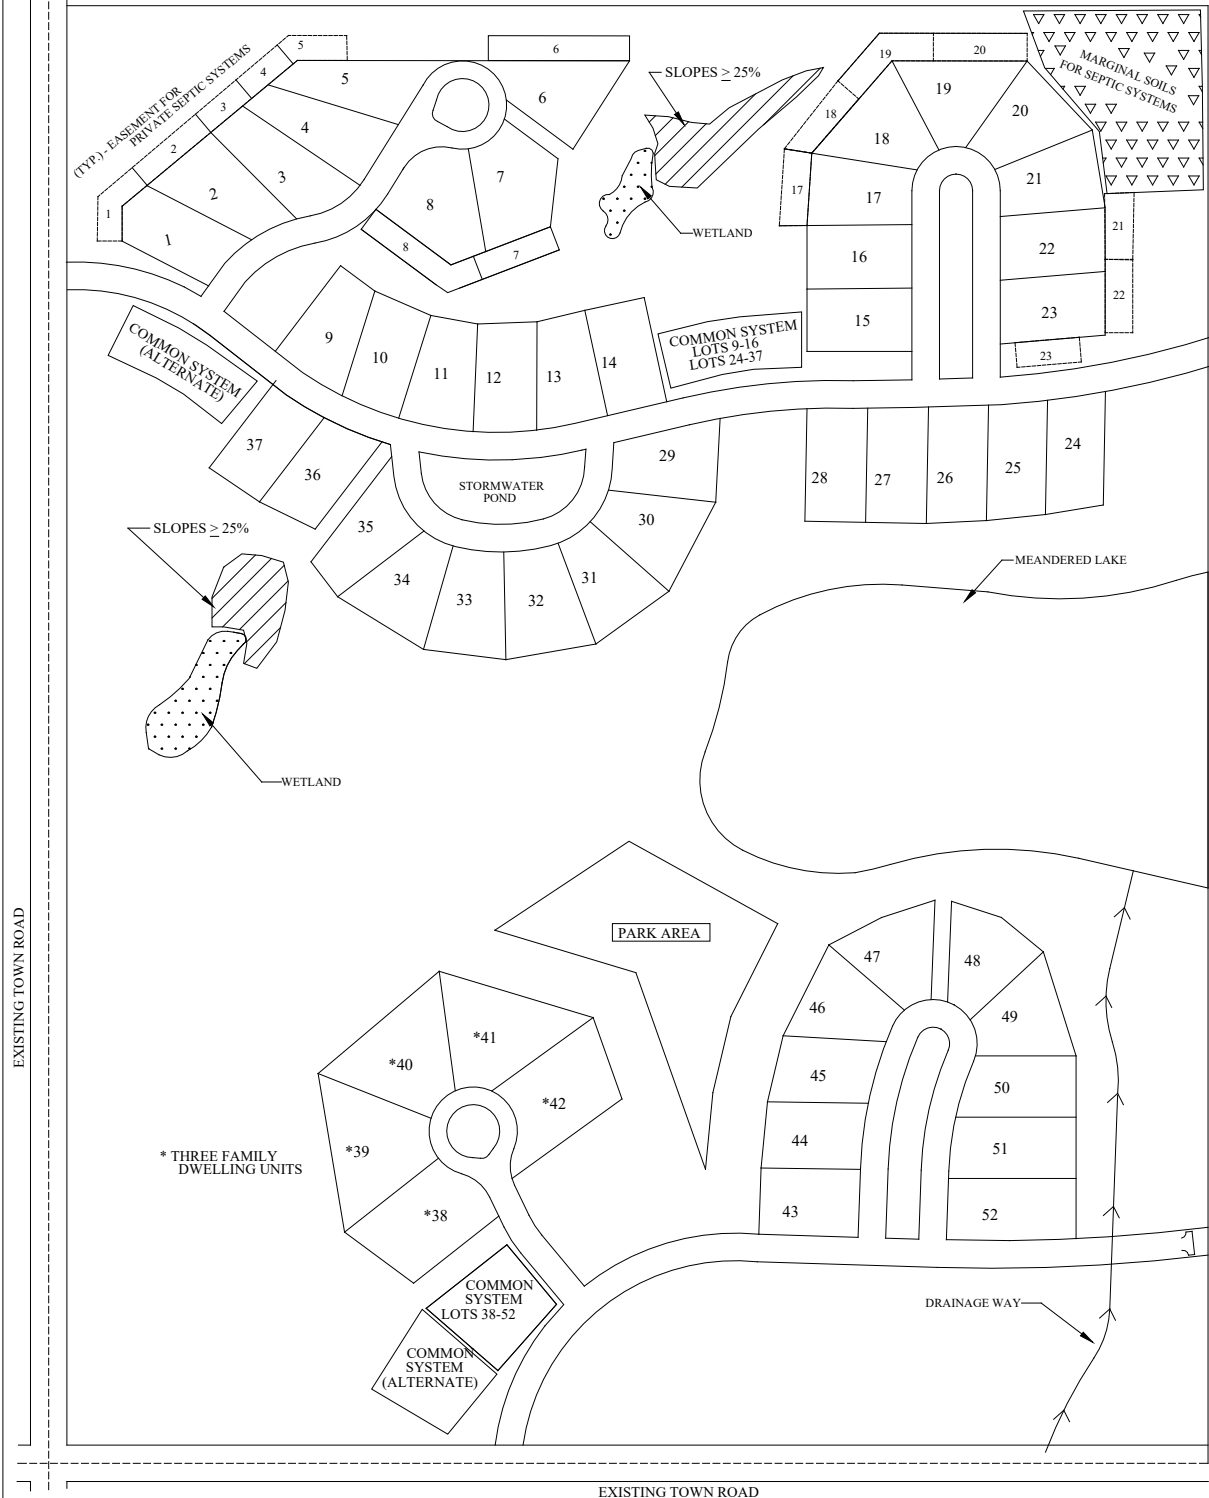 5
6
19
20
(TYP.) - EASEMENT FOR
PRIVATE SEPTIC SYSTEMS
4
5
6
SLOPES ≥ 25%
MARGINAL SOILS
FOR SEPTIC SYSTEMS
19
20
3
4
18
18
2
3
7
21
17
17
1
2
8
1
8
7
WETLAND
16
22
21
22
COMMON SYSTEM
(ALTERNATE)
9
10
11
12
13
14
COMMON SYSTEM
LOTS 9-16
LOTS 24-37
15
23
23
37
36
35
STORMWATER
POND
29
30
28
27
26
25
24
SLOPES ≥ 25%
34
33
32
31
MEANDERED LAKE
WETLAND
EXISTING TOWN ROAD
PARK AREA
47
48
46
49
*41
*40
*42
45
50
*39
44
51
* THREE FAMILY
DWELLING UNITS
*38
43
52
COMMON
SYSTEM
LOTS 38-52
DRAINAGE WAY
COMMON
SYSTEM
(ALTERNATE)
EXISTING TOWN ROAD